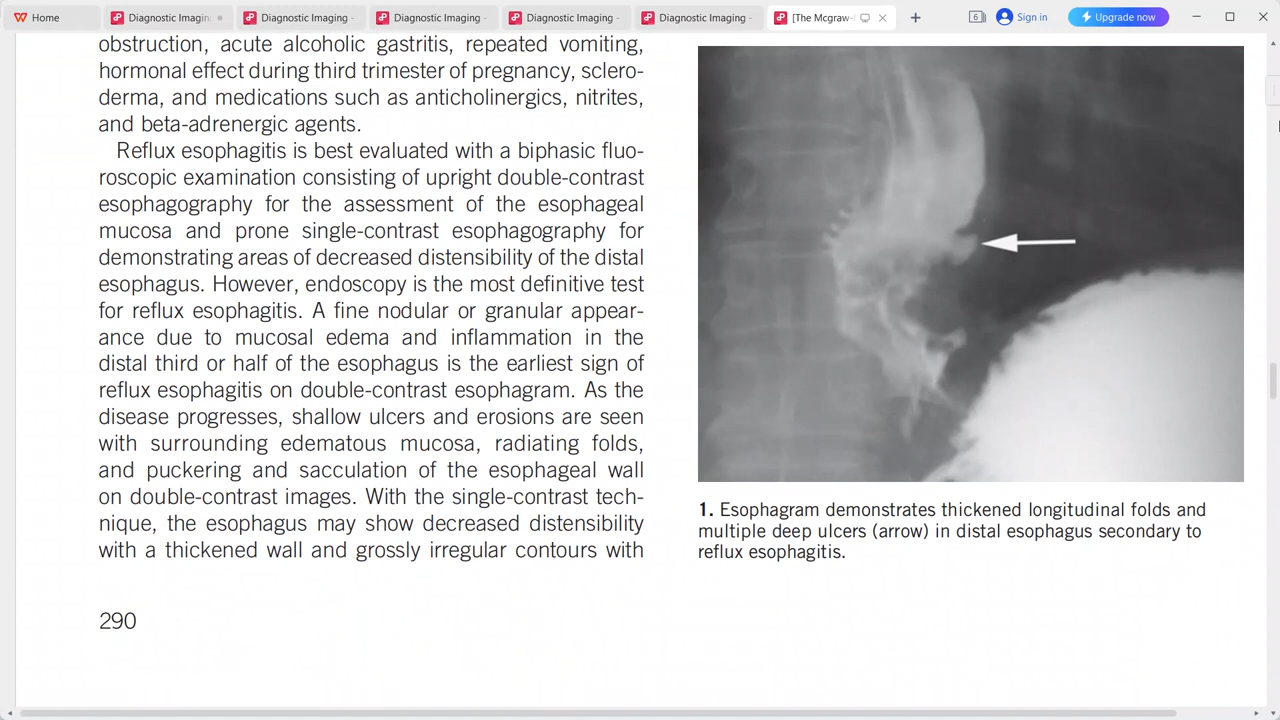 Home
Diagnostic Imagin
Diagnostic Imaging -
Diagnostic Imaging -
Diagnostic Imaging -
Diagnostic Imaging -
[The Mcgraw-
6
Sign in
Upgrade now
obstruction, acute alcoholic gastritis, repeated vomiting,
hormonal effect during third trimester of pregnancy, sclero-
derma, and medications such as anticholinergics, nitrites,
and beta-adrenergic agents.
Reflux esophagitis is best evaluated with a biphasic fluo-
roscopic examination consisting of upright double-contrast
esophagography for the assessment of the esophageal
mucosa and prone single-contrast esophagography for
demonstrating areas of decreased distensibility of the distal
esophagus. However, endoscopy is the most definitive test
for reflux esophagitis. A fine nodular or granular appear-
ance due to mucosal edema and inflammation in the
distal third or half of the esophagus is the earliest sign of
reflux esophagitis on double-contrast esophagram. As the
disease progresses, shallow ulcers and erosions are seen
with surrounding edematous mucosa, radiating folds,
and puckering and sacculation of the esophageal wall
on double-contrast images. With the single-contrast tech-
nique, the esophagus may show decreased distensibility
with a thickened wall and grossly irregular contours with
290
1. Esophagram demonstrates thickened longitudinal folds and
multiple deep ulcers (arrow) in distal esophagus secondary to
reflux esophagitis.